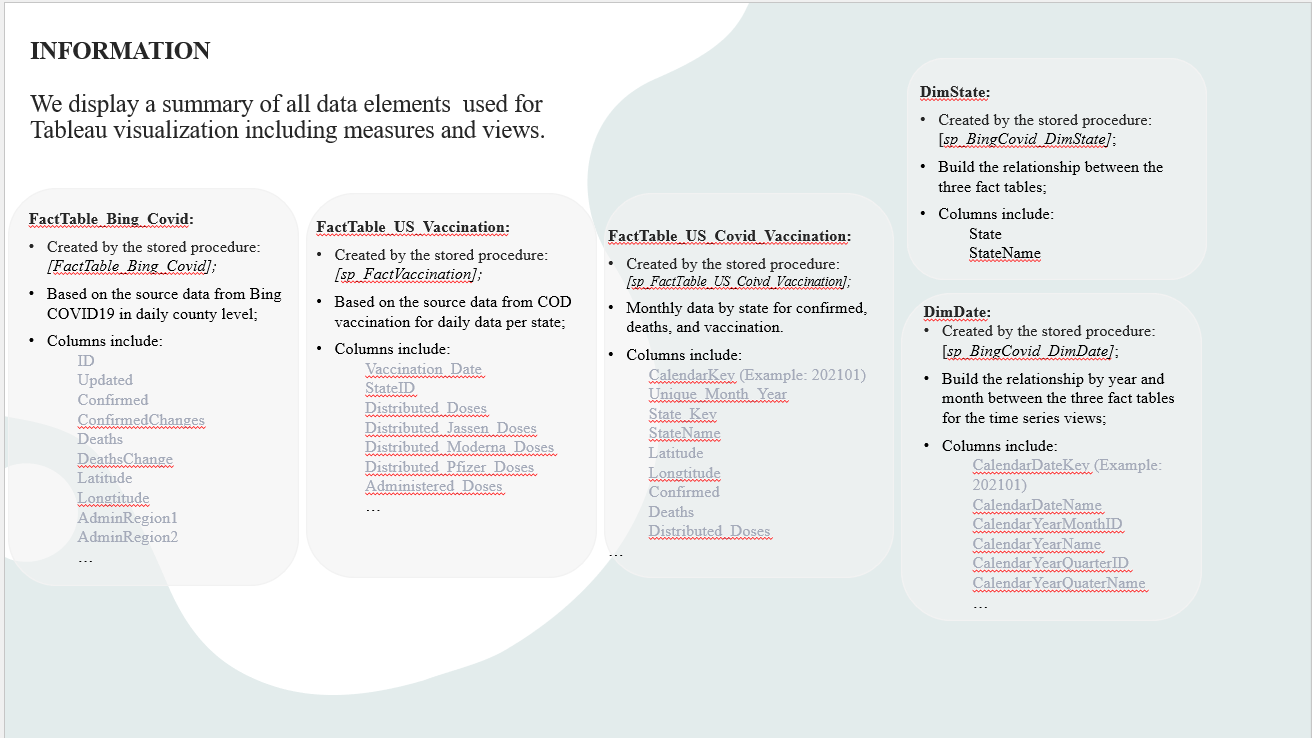 INFORMATION
We display a summary of all data elements  used for
Tableau visualization including measures and views.
FactTable_Bing_Covid:
• Created by the stored procedure:
[FactTable_Bing_Covid];
• Based on the source data from Bing
COVID19 in daily county level;
• Columns include:
ID
Updated
Confirmed
ConfirmedChanges
Deaths
DeathsChange
Latitude
Longtitude
AdminRegion1
AdminRegion2
…
FactTable_US_Vaccination:
• Created by the stored procedure:
[sp_FactVaccination];
• Based on the source data from COD
vaccination for daily data per state;
• Columns include:
Vaccination_Date
StateID
Distributed_Doses
Distributed_Jassen_Doses
Distributed_Moderna_Doses
Distributed_Pfizer_Doses
Administered_Doses
…
FactTable_US_Covid_Vaccination:
• Created by the stored procedure:
[sp_FactTable_US_Coivd_Vaccination];
• Monthly data by state for confirmed,
deaths, and vaccination.
• Columns include:
CalendarKey (Example: 202101)
Unique_Month_Year
State_Key
StateName
Latitude
Longtitude
Confirmed
Deaths
Distributed_Doses
…
DimState:
• Created by the stored procedure:
[sp_BingCovid_DimState];
• Build the relationship between the
three fact tables;
• Columns include:
State
StateName
DimDate:
• Created by the stored procedure:
[sp_BingCovid_DimDate];
• Build the relationship by year and
month between the three fact tables
for the time series views;
• Columns include:
CalendarDateKey (Example:
202101)
CalendarDateName
CalendarYearMonthID
CalendarYearName
CalendarYearQuarterID
CalendarYearQuaterName
…